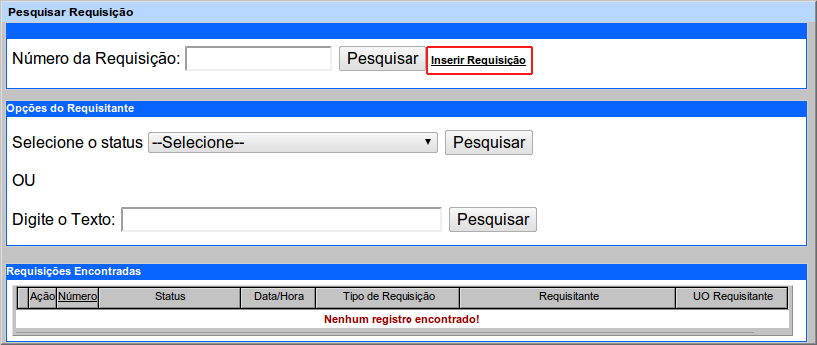 Pesquisar Requisição
Número da Requisição: Pesquisar Inserir Requisição
Opções do Requisitante
Selecione o status --Selecione-- Pesquisar
OU
Digite o Texto: Pesquisar
Requisições Encontradas
Ação Número Status Data/Hora Tipo de Requisição Requisitante UO Requisitante
Nenhum registro encontrado!